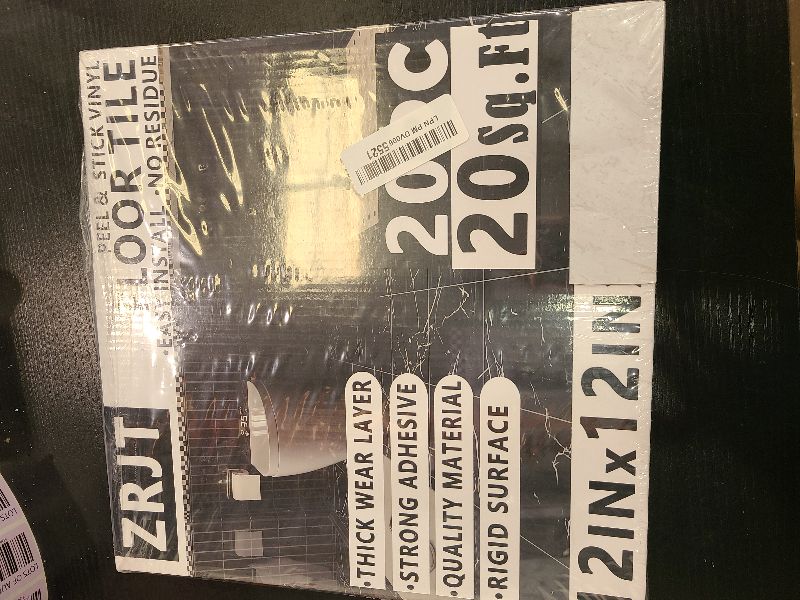 ZRJT
PEEL & STICK VINYL
LOOR TILE
•EASY INSTALL •NO RESIDUE
•THICK WEAR LAYER
•STRONG ADHESIVE
•QUALITY MATERIAL
•RIGID SURFACE
20Sq.Ft
12INx12IN
5521